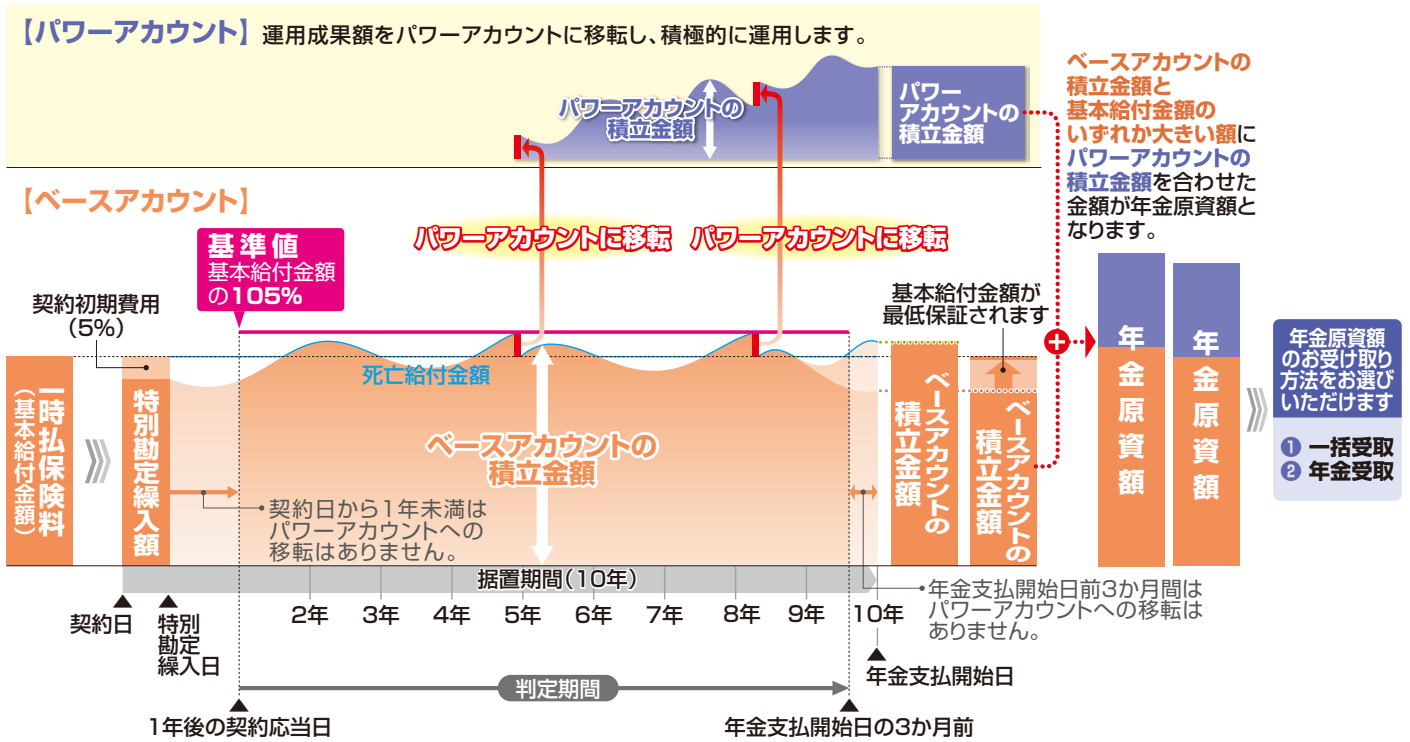 【パワーアカウント】 運用成果額をパワーアカウントに移転し、積極的に運用します。
パワーアカウントの
積立金額
パワー
アカウントの
積立金額
ベースアカウントの
積立金額と
基本給付金額の
いずれか大きい額に
パワーアカウントの
積立金額を合わせた
金額が年金原資額と
なります。
【ベースアカウント】
パワーアカウントに移転
パワーアカウントに移転
基準値
基本給付金額
の105%
契約初期費用
(5%)
基本給付金額が
最低保証されます
死亡給付金額
一時払保険料
(基本給付金額)
特別勘定繰入額
ベースアカウントの
積立金額
契約日から1年未満は
パワーアカウントへの
移転はありません。
ベースアカウントの
積立金額
ベースアカウントの
積立金額
+
年金原資額
年金原資額
年金原資額
のお受け取り
方法をお選び
いただけます
❶ 一括受取
❷ 年金受取
据置期間(10年)
2年
3年
4年
5年
6年
7年
8年
9年
10年
年金支払開始日前3か月間は
パワーアカウントへの移転は
ありません。
契約日
特別
勘定
繰入日
年金支払開始日
判定期間
1年後の契約応当日
年金支払開始日の3か月前